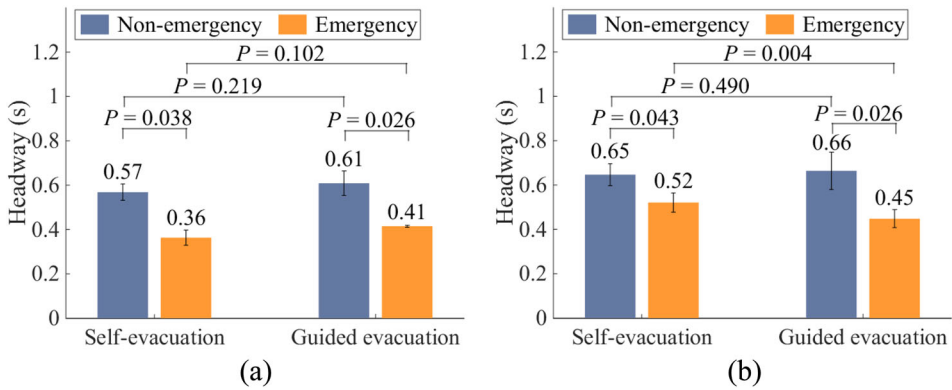 Non-emergency Emergency
1.2
1
0.8
0.6
0.4
0.2
0
Headway (s)
P = 0.102
P = 0.219
P = 0.038
P = 0.026
0.57
0.36
0.61
0.41
Self-evacuation Guided evacuation
(a)
Non-emergency Emergency
1.2
1
0.8
0.6
0.4
0.2
0
Headway (s)
P = 0.004
P = 0.490
P = 0.043
P = 0.026
0.65
0.52
0.66
0.45
Self-evacuation Guided evacuation
(b)